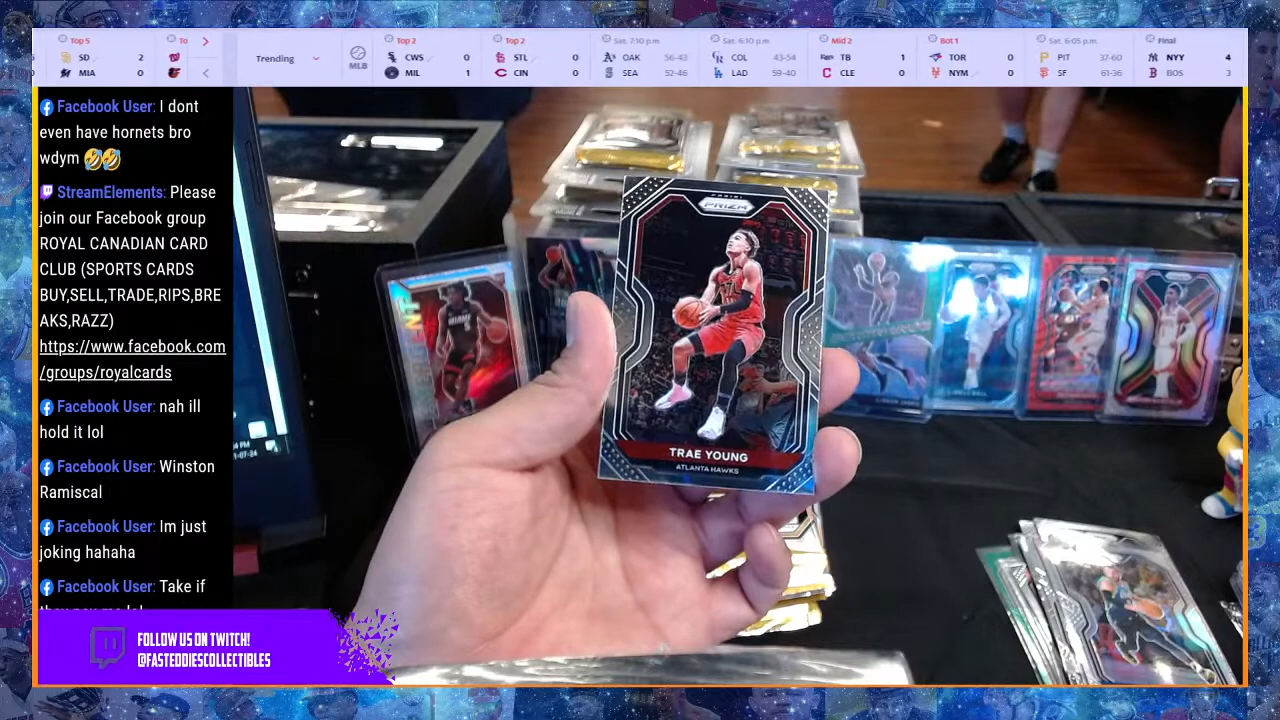 Top 5
SD 2
MIA 0
To
Trending
MLB
Top 2
CWS 0
MIL 1
Top 2
STL 0
CIN 0
Sat. 7:10 p.m.
OAK 56-43
SEA 52-46
Sat. 6:10 p.m.
COL 43-54
LAD 59-40
Mid 2
TB 1
CLE 0
Bot 1
TOR 0
NYM 0
Sat. 6:05 p.m.
PIT 37-60
SF 61-36
Final
NYY 4
BOS 3
Facebook User: I dont
even have hornets bro
wdym 🤣🤣
StreamElements: Please
join our Facebook group
ROYAL CANADIAN CARD
CLUB (SPORTS CARDS
BUY,SELL,TRADE,RIPS,BRE
AKS,RAZZ)
https://www.facebook.com
/groups/royalcards
Facebook User: nah ill
hold it lol
Facebook User: Winston
Ramiscal
Facebook User: Im just
joking hahaha
Facebook User: Take if
FOLLOW US ON TWITCH!
@FASTEDDIESCOLLECTIBLES
PANINI
PRIZM
TRAE YOUNG
ATLANTA HAWKS